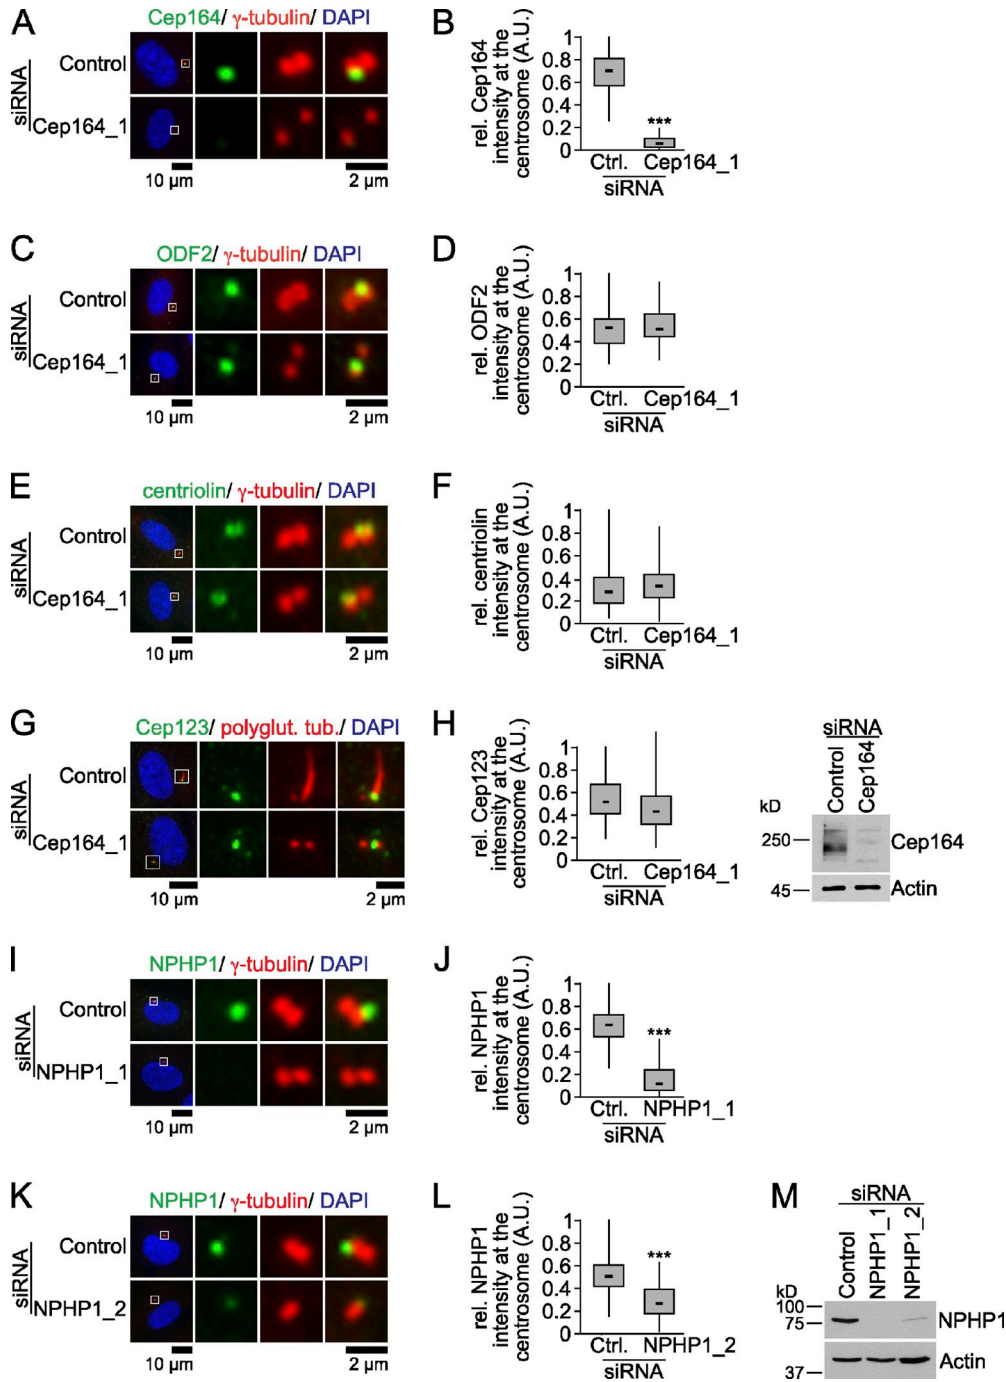 A
Cep164/ γ-tubulin/ DAPI
siRNA
Control
Cep164_1
10 µm
2 µm
B
rel. Cep164
intensity at the
centrosome (A.U.)
1
0.8
0.6
0.4
0.2
0
***
Ctrl. Cep164_1
siRNA
C
ODF2/ γ-tubulin/ DAPI
siRNA
Control
Cep164_1
10 µm
2 µm
D
rel. ODF2
intensity at the
centrosome (A.U.)
1
0.8
0.6
0.4
0.2
0
Ctrl. Cep164_1
siRNA
E
centriolin/ γ-tubulin/ DAPI
siRNA
Control
Cep164_1
10 µm
2 µm
F
rel. centriolin
intensity at the
centrosome (A.U.)
1
0.8
0.6
0.4
0.2
0
Ctrl. Cep164_1
siRNA
G
Cep123/ polyglut. tub./ DAPI
siRNA
Control
Cep164_1
10 µm
2 µm
H
rel. Cep123
intensity at the
centrosome (A.U.)
1
0.8
0.6
0.4
0.2
0
Ctrl. Cep164_1
siRNA
siRNA
Control
Cep164
kD
250
Cep164
45
Actin
I
NPHP1/ γ-tubulin/ DAPI
siRNA
Control
NPHP1_1
10 µm
2 µm
J
rel. NPHP1
intensity at the
centrosome (A.U.)
1
0.8
0.6
0.4
0.2
0
***
Ctrl. NPHP1_1
siRNA
K
NPHP1/ γ-tubulin/ DAPI
siRNA
Control
NPHP1_2
10 µm
2 µm
L
rel. NPHP1
intensity at the
centrosome (A.U.)
1
0.8
0.6
0.4
0.2
0
***
Ctrl. NPHP1_2
siRNA
M
siRNA
Control
NPHP1_1
NPHP1_2
kD
100
75
NPHP1
Actin
37